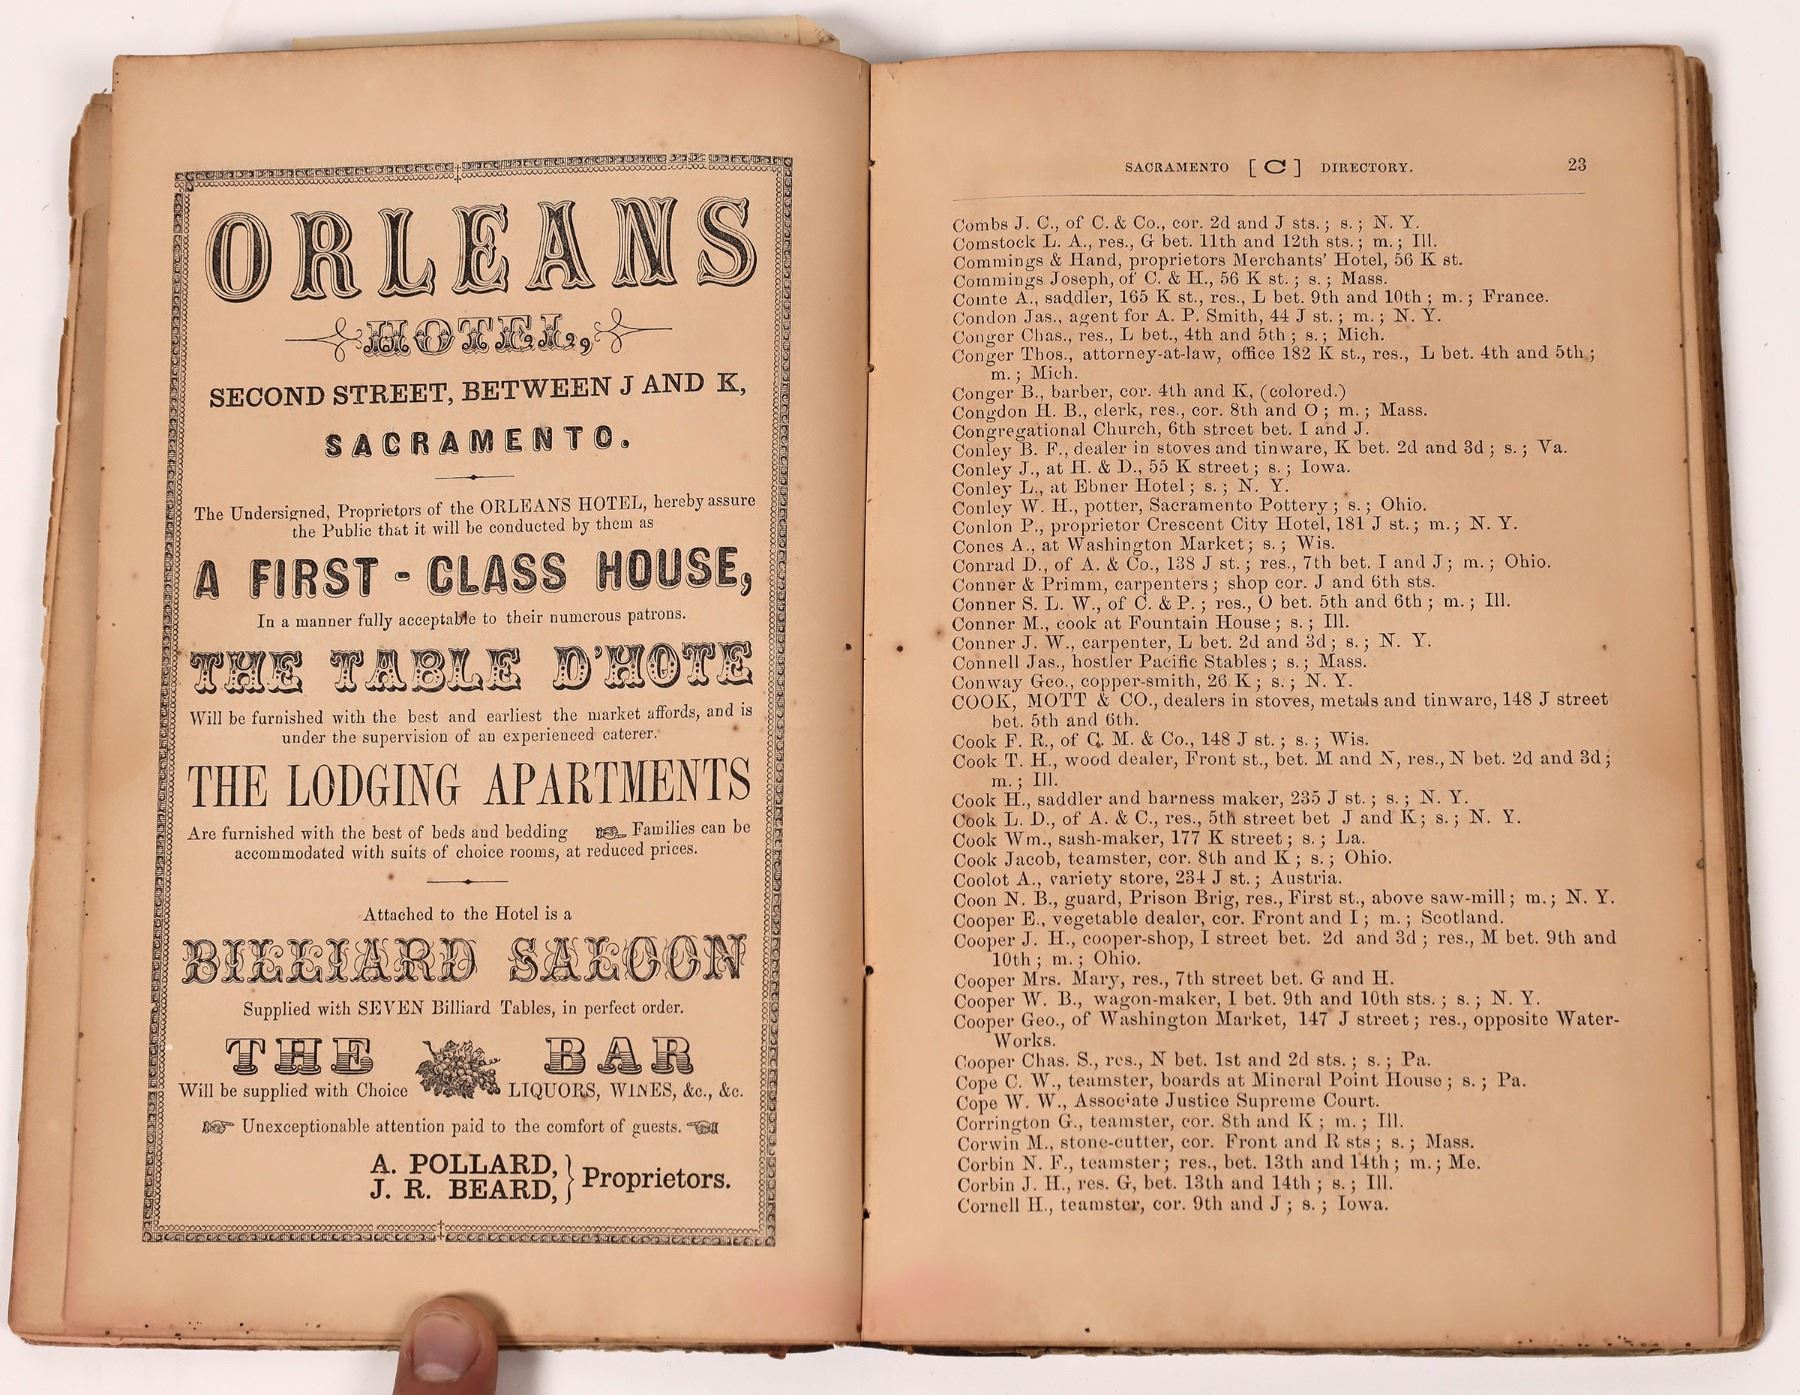 ORLEANS
HOTEL,
SECOND STREET, BETWEEN J AND K,
SACRAMENTO.
The Undersigned, Proprietors of the ORLEANS HOTEL, hereby assure
the Public that it will be conducted by them as
A FIRST-CLASS HOUSE,
In a manner fully acceptable to their numerous patrons.
THE TABLE D'HOTE
Will be furnished with the best and earliest the market affords, and is
under the supervision of an experienced caterer.
THE LODGING APARTMENTS
Are furnished with the best of beds and bedding Families can be
accommodated with suits of choice rooms, at reduced prices.
Attached to the Hotel is a
BILLIARD SALOON
Supplied with SEVEN Billiard Tables, in perfect order.
THE BAR
Will be supplied with Choice LIQUORS, WINES, &c., &c.
Unexceptionable attention paid to the comfort of guests.
A. POLLARD,
J. R. BEARD, } Proprietors.
SACRAMENTO [C] DIRECTORY. 23
Combs J. C., of C. & Co., cor. 2d and J sts.; s.; N. Y.
Comstock L. A., res., G bet. 11th and 12th sts.; m.; Ill.
Commings & Hand, proprietors Merchants' Hotel, 56 K st.
Commings Joseph, of C. & H., 56 K st.; s.; Mass.
Comte A., saddler, 165 K st., res., L bet. 9th and 10th; m.; France.
Condon Jas., agent for A. P. Smith, 44 J st.; m.; N. Y.
Conger Chas., res., L bet., 4th and 5th; s.; Mich.
Conger Thos., attorney-at-law, office 182 K st., res., L bet. 4th and 5th;
m.; Mich.
Conger B., barber, cor. 4th and K, (colored.)
Congdon H. B., clerk, res., cor. 8th and O; m.; Mass.
Congregational Church, 6th street bet. I and J.
Conley B. F., dealer in stoves and tinware, K bet. 2d and 3d; s.; Va.
Conley J., at H. & D., 55 K street; s.; Iowa.
Conley L., at Ebner Hotel; s.; N. Y.
Conley W. H., potter, Sacramento Pottery; s.; Ohio.
Conlon P., proprietor Crescent City Hotel, 181 J st.; m.; N. Y.
Cones A., at Washington Market; s.; Wis.
Conrad D., of A. & Co., 138 J st.; res., 7th bet. I and J; m.; Ohio.
Conner & Primm, carpenters; shop cor. J and 6th sts.
Conner S. L. W., of C. & P.; res., O bet. 5th and 6th; m.; Ill.
Conner M., cook at Fountain House; s.; Ill.
Conner J. W., carpenter, L bet. 2d and 3d; s.; N. Y.
Connell Jas., hostler Pacific Stables; s.; Mass.
Conway Geo., copper-smith, 26 K; s.; N. Y.
COOK, MOTT & CO., dealers in stoves, metals and tinware, 148 J street
bet. 5th and 6th.
Cook F. R., of C. M. & Co., 148 J st.; s.; Wis.
Cook T. H., wood dealer, Front st., bet. M and N, res., N bet. 2d and 3d;
m.; Ill.
Cook H., saddler and harness maker, 235 J st.; s.; N. Y.
Cook L. D., of A. & C., res., 5th street bet J and K; s.; N. Y.
Cook Wm., sash-maker, 177 K street; s.; La.
Cook Jacob, teamster, cor. 8th and K; s.; Ohio.
Coolot A., variety store, 234 J st.; Austria.
Coon N. B., guard, Prison Brig, res., First st., above saw-mill; m.; N. Y.
Cooper E., vegetable dealer, cor. Front and I; m.; Scotland.
Cooper J. H., cooper-shop, I street bet. 2d and 3d; res., M bet. 9th and
10th; m.; Ohio.
Cooper Mrs. Mary, res., 7th street bet. G and H.
Cooper W. B., wagon-maker, I bet. 9th and 10th sts.; s.; N. Y.
Cooper Geo., of Washington Market, 147 J street; res., opposite Water-
Works.
Cooper Chas. S., res., N bet. 1st and 2d sts.; s.; Pa.
Cope C. W., teamster, boards at Mineral Point House; s.; Pa.
Cope W. W., Associate Justice Supreme Court.
Corrington G., teamster, cor. 8th and K; m.; Ill.
Corwin M., stone-cutter, cor. Front and R sts; s.; Mass.
Corbin N. F., teamster; res., bet. 13th and 14th; m.; Me.
Corbin J. H., res. G, bet. 13th and 14th; s.; Ill.
Cornell H., teamster, cor. 9th and J; s.; Iowa.